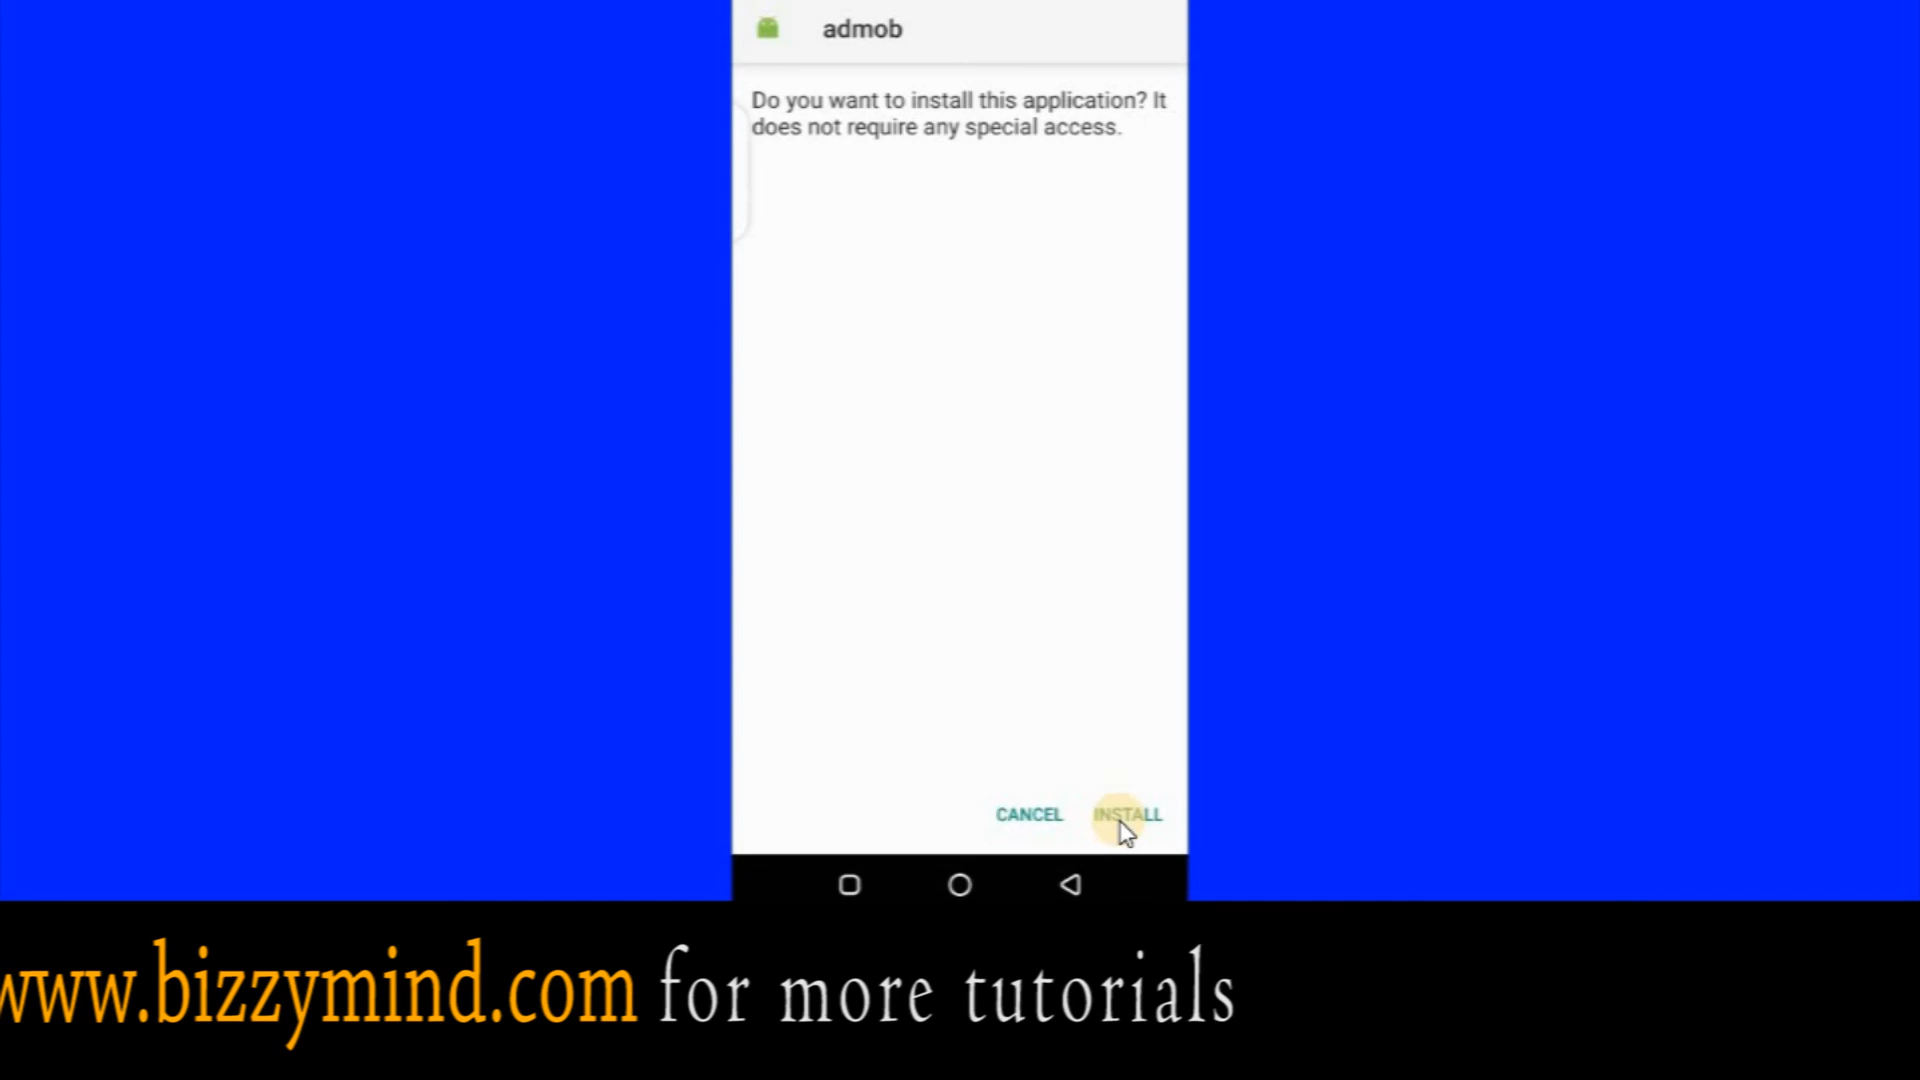 admob
Do you want to install this application? It
does not require any special access.
CANCEL INSTALL
www.bizzymind.com for more tutorials